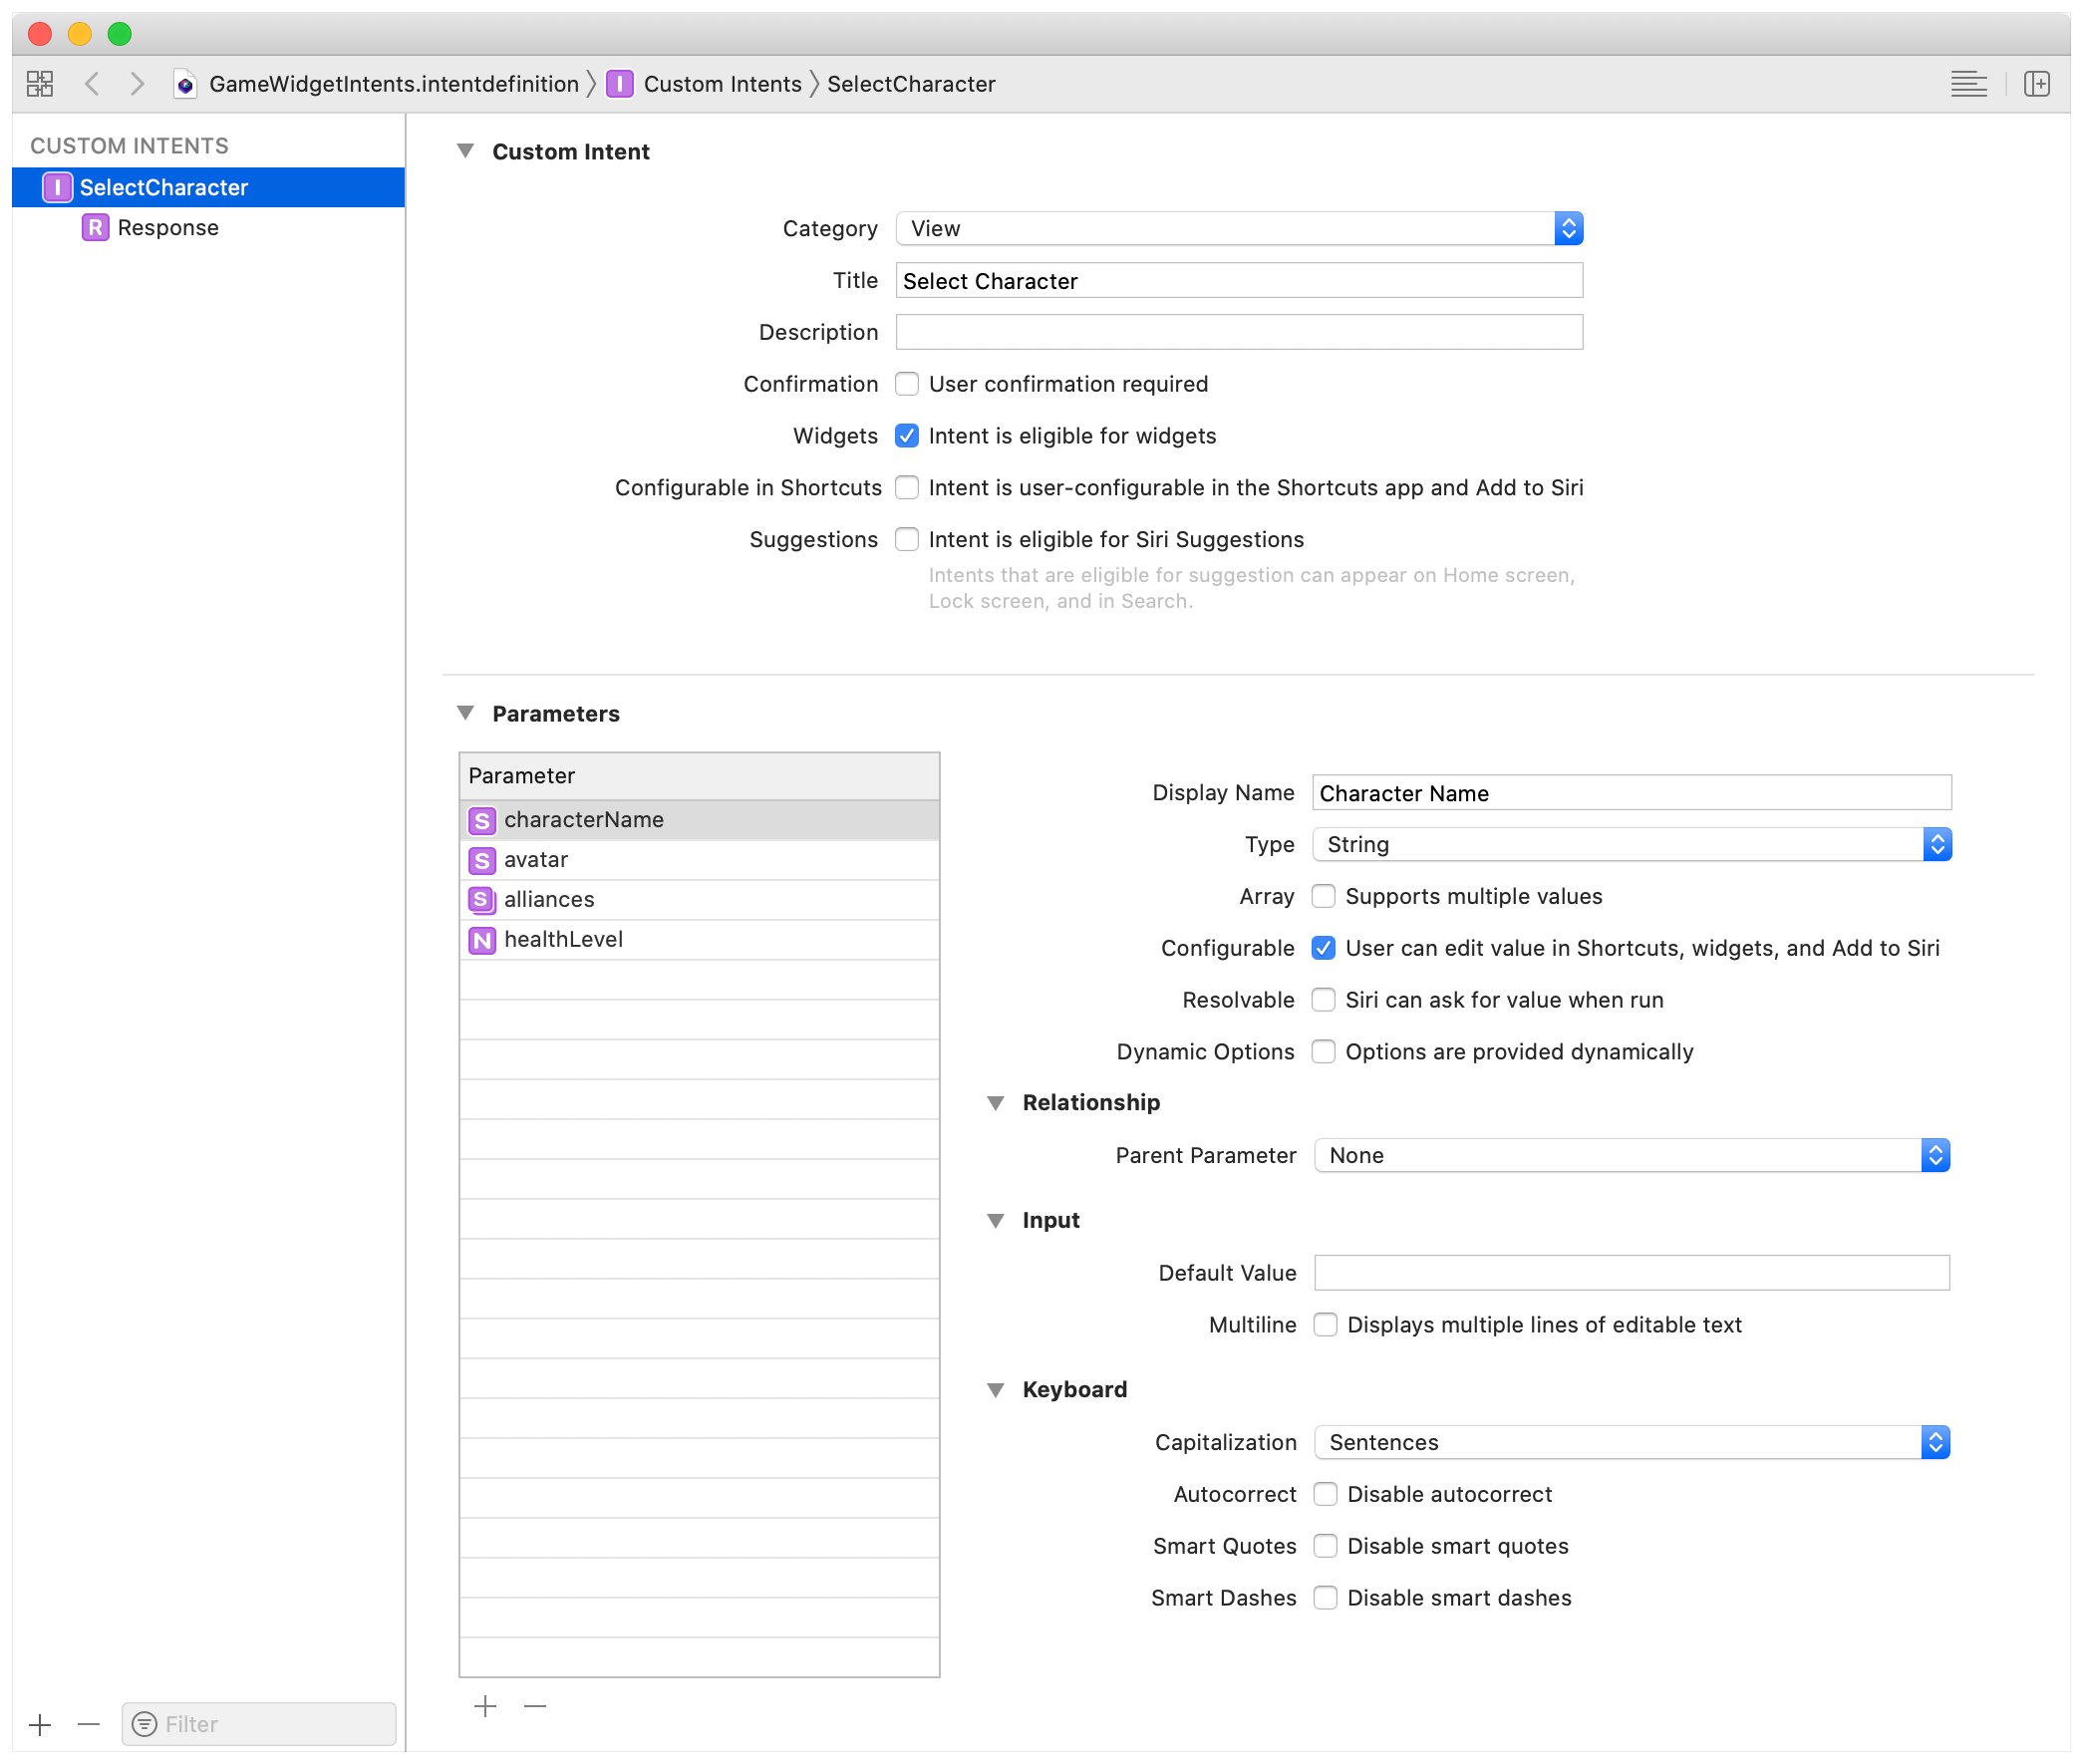 GameWidgetIntents.intentdefinition 〉 I Custom Intents 〉 SelectCharacter
CUSTOM INTENTS
I SelectCharacter
R Response
Custom Intent
Category View
Title Select Character
Description
Confirmation User confirmation required
Widgets Intent is eligible for widgets
Configurable in Shortcuts Intent is user-configurable in the Shortcuts app and Add to Siri
Suggestions Intent is eligible for Siri Suggestions
Intents that are eligible for suggestion can appear on Home screen,
Lock screen, and in Search.
Parameters
Parameter
S characterName
S avatar
S alliances
N healthLevel
Display Name Character Name
Type String
Array Supports multiple values
Configurable User can edit value in Shortcuts, widgets, and Add to Siri
Resolvable Siri can ask for value when run
Dynamic Options Options are provided dynamically
Relationship
Parent Parameter None
Input
Default Value
Multiline Displays multiple lines of editable text
Keyboard
Capitalization Sentences
Autocorrect Disable autocorrect
Smart Quotes Disable smart quotes
Smart Dashes Disable smart dashes
Filter